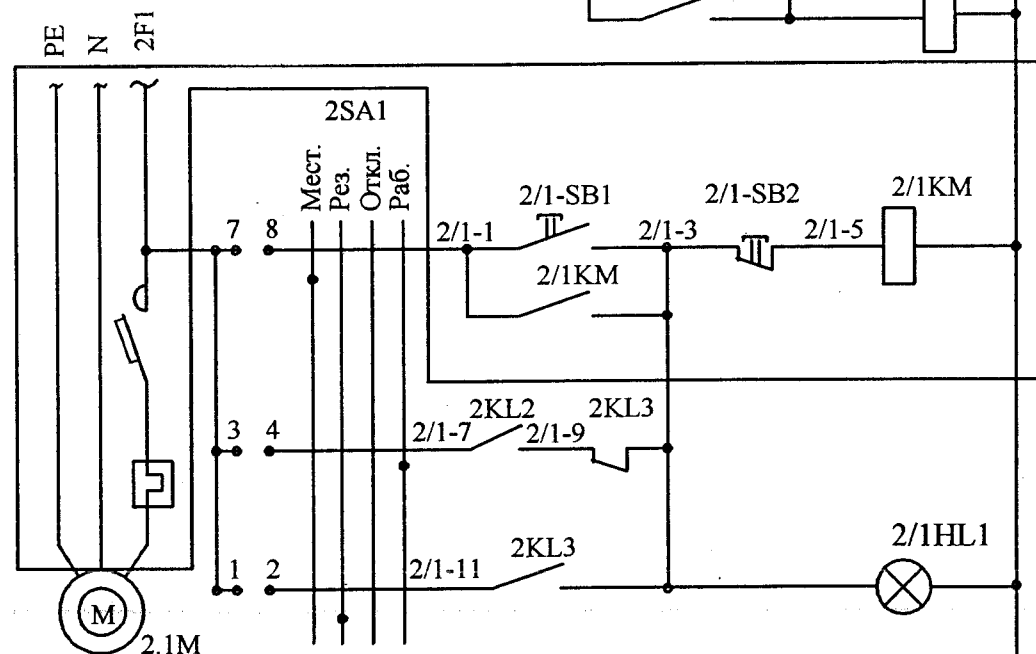 PE N 2F1
2SA1
Мест. Рез. Откл. Раб.
2/1-SB1 2/1-SB2 2/1KM
7 8 2/1-1 2/1-3 2/1-5
2/1KM
2KL2 2KL3
3 4 2/1-7 2/1-9
2KL3 2/1HL1
1 2 2/1-11
M
2.1M